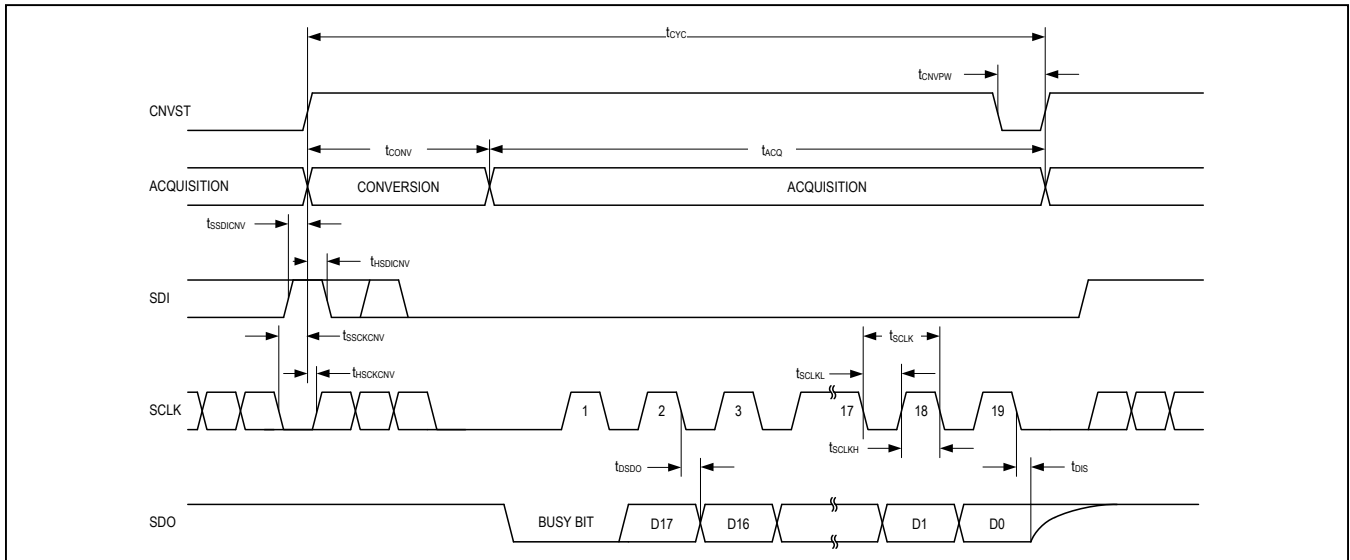 tCYC
tCNVPW
CNVST
tCONV
tACQ
ACQUISITION
CONVERSION
ACQUISITION
tSSDICNV
tHSDICNV
SDI
tSSCKCNV
tSCLK
tHSCKCNV
tSCLKL
SCLK
1
2
3
17
18
19
tSCLKH
tDSDO
tDIS
SDO
BUSY BIT
D17
D16
D1
D0